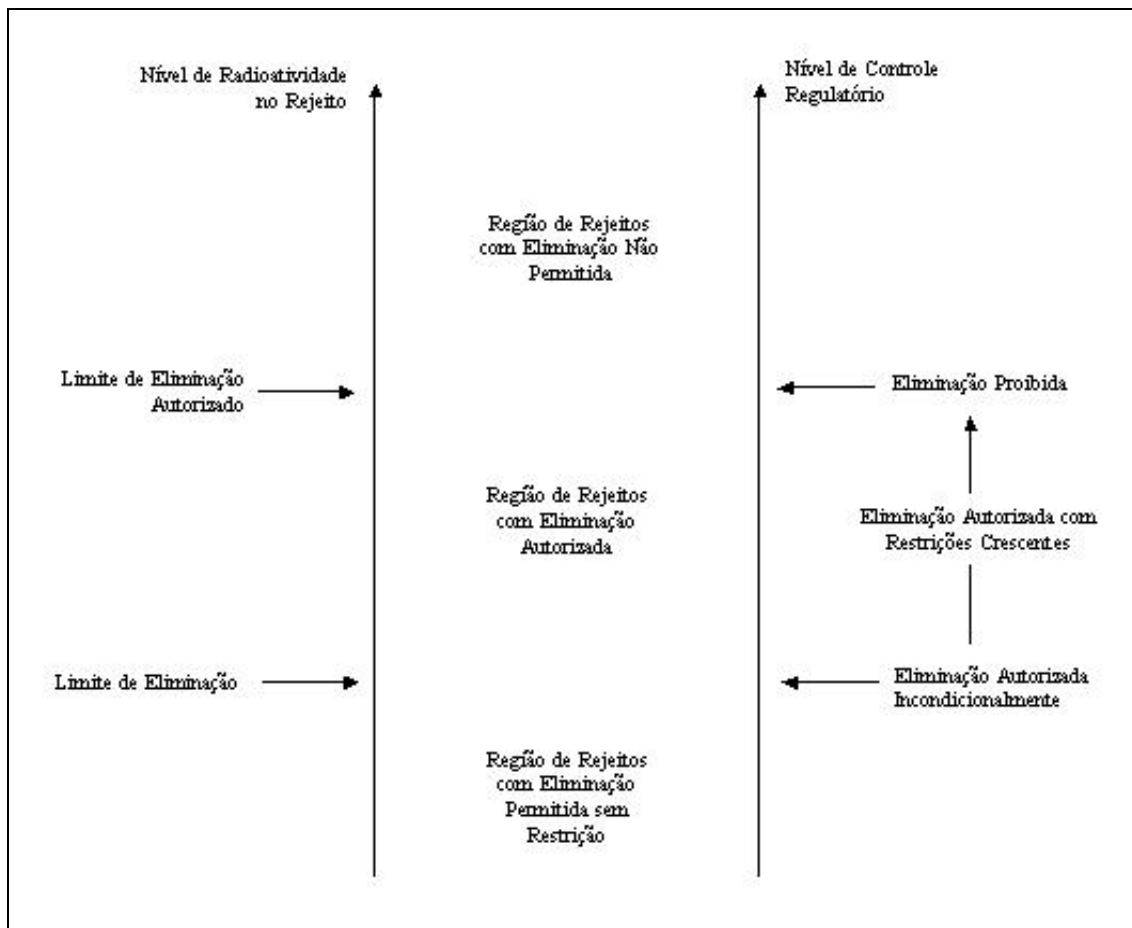 Nível de Radioatividade
no Rejeito
Nível de Controle
Regulatório
Região de Rejeitos
com Eliminação Não
Permitida
Limite de Eliminação
Autorizado
Eliminação Proibida
Região de Rejeitos
com Eliminação
Autorizada
Eliminação Autorizada com
Restrições Crescentes
Limite de Eliminação
Eliminação Autorizada
Incondicionalmente
Região de Rejeitos
com Eliminação
Permitida sem
Restrição